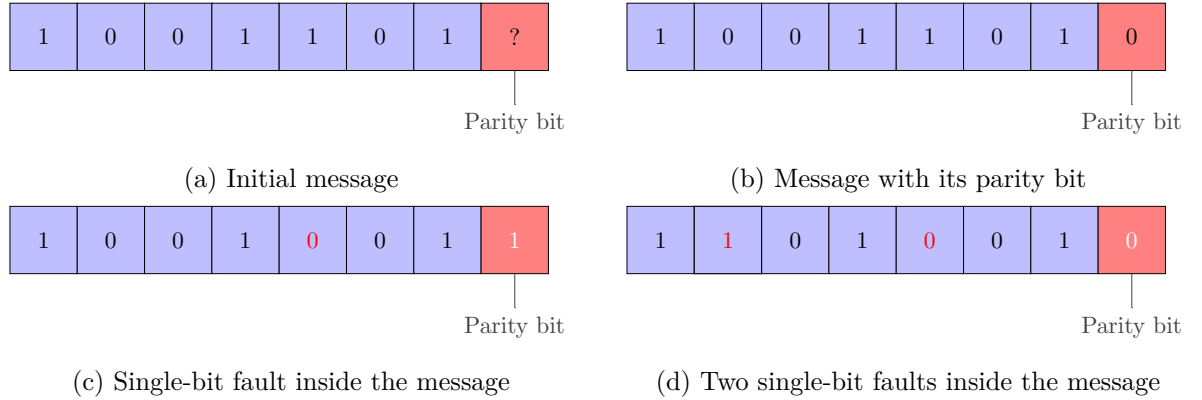 1 0 0 1 1 0 1 ?
Parity bit
(a) Initial message
1 0 0 1 1 0 1 0
Parity bit
(b) Message with its parity bit
1 0 0 1 0 0 1 1
Parity bit
(c) Single-bit fault inside the message
1 1 0 1 0 0 1 0
Parity bit
(d) Two single-bit faults inside the message